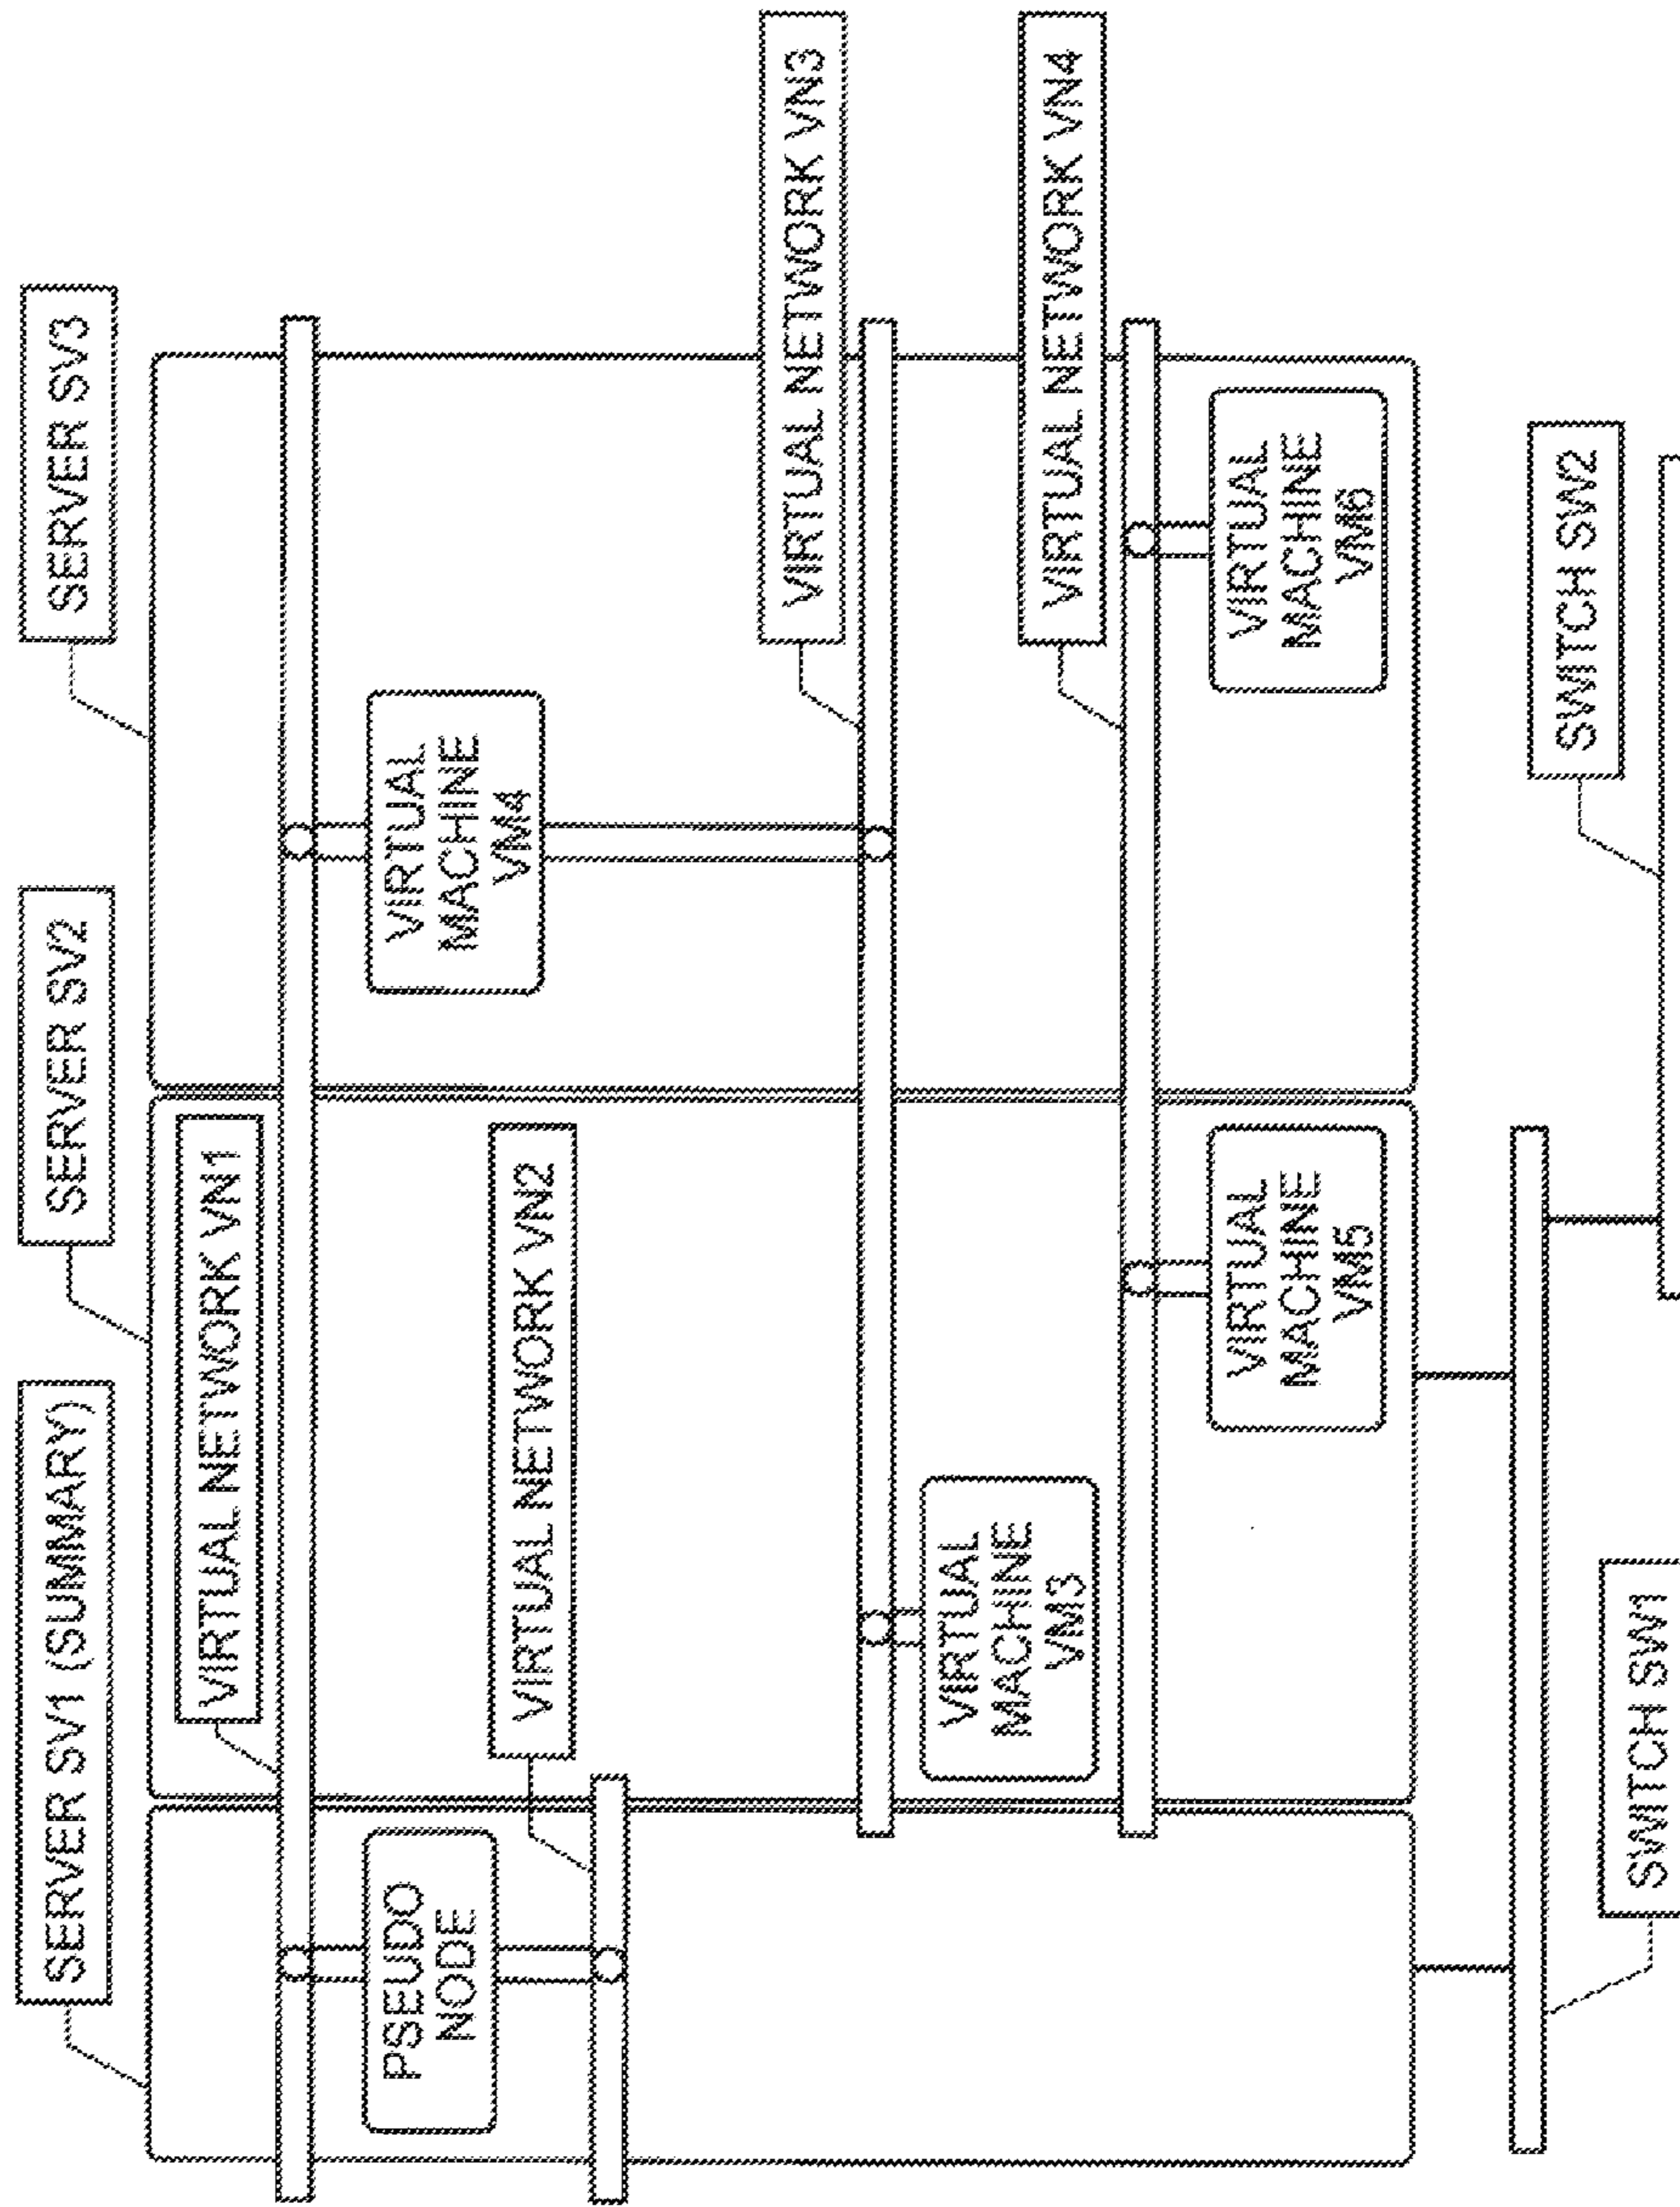 SERVER SV1 (SUMMARY)
SERVER SV2
SERVER SV3
VIRTUAL NETWORK VN1
PSEUDO
NODE
VIRTUAL
MACHINE
VM4
VIRTUAL NETWORK VN2
VIRTUAL NETWORK VN3
VIRTUAL
MACHINE
VM3
VIRTUAL NETWORK VN4
VIRTUAL
MACHINE
VM5
VIRTUAL
MACHINE
VM6
SWITCH SW2
SWITCH SW1